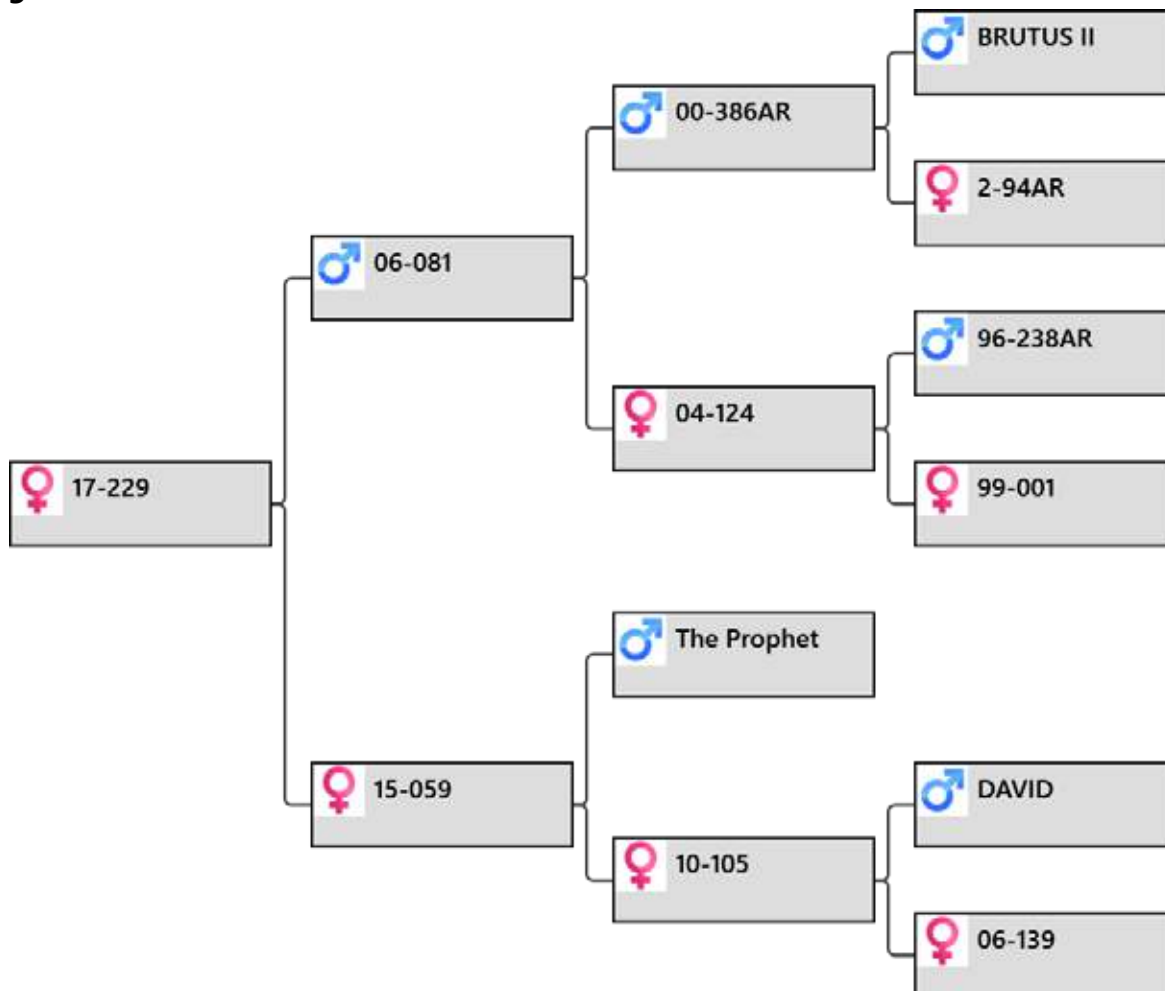 BRUTUS II
00-386AR
2-94AR
06-081
96-238AR
04-124
99-001
17-229
The Prophet
15-059
DAVID
10-105
06-139